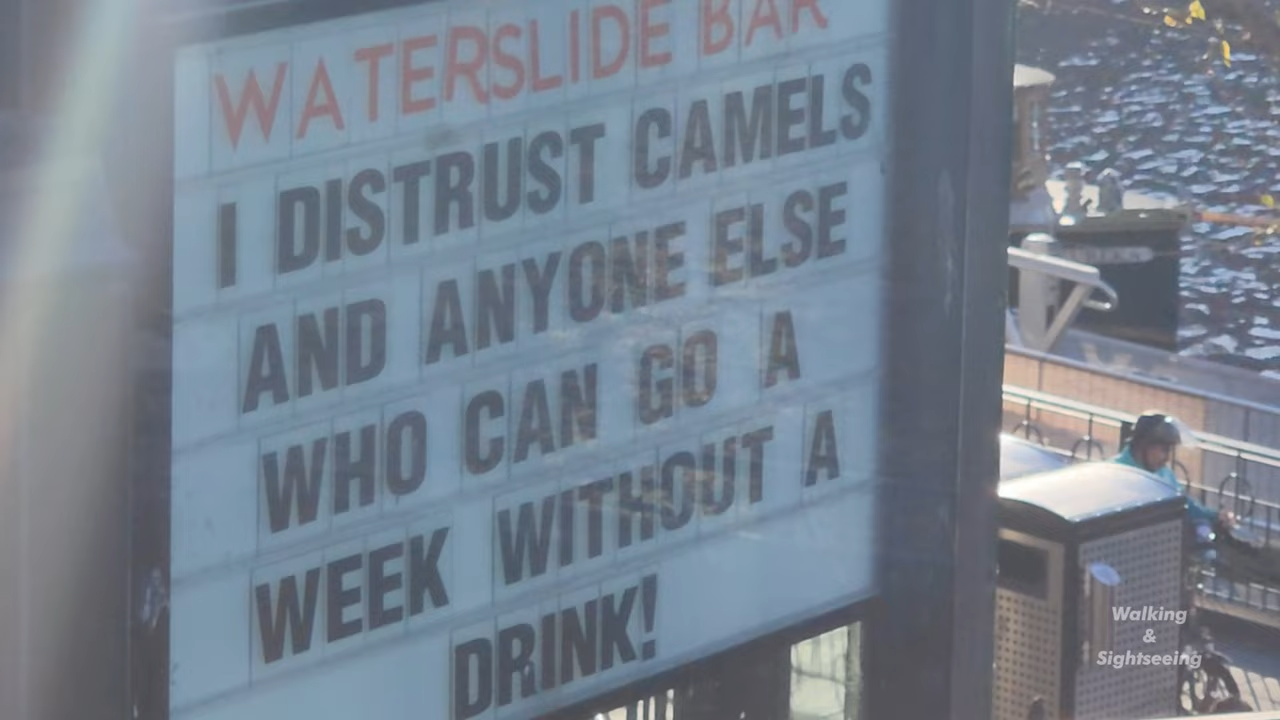 WATERSLIDE BAR
I DISTRUST CAMELS
AND ANYONE ELSE
WHO CAN GO A
WEEK WITHOUT A
DRINK!
Walking
&
Sightseeing